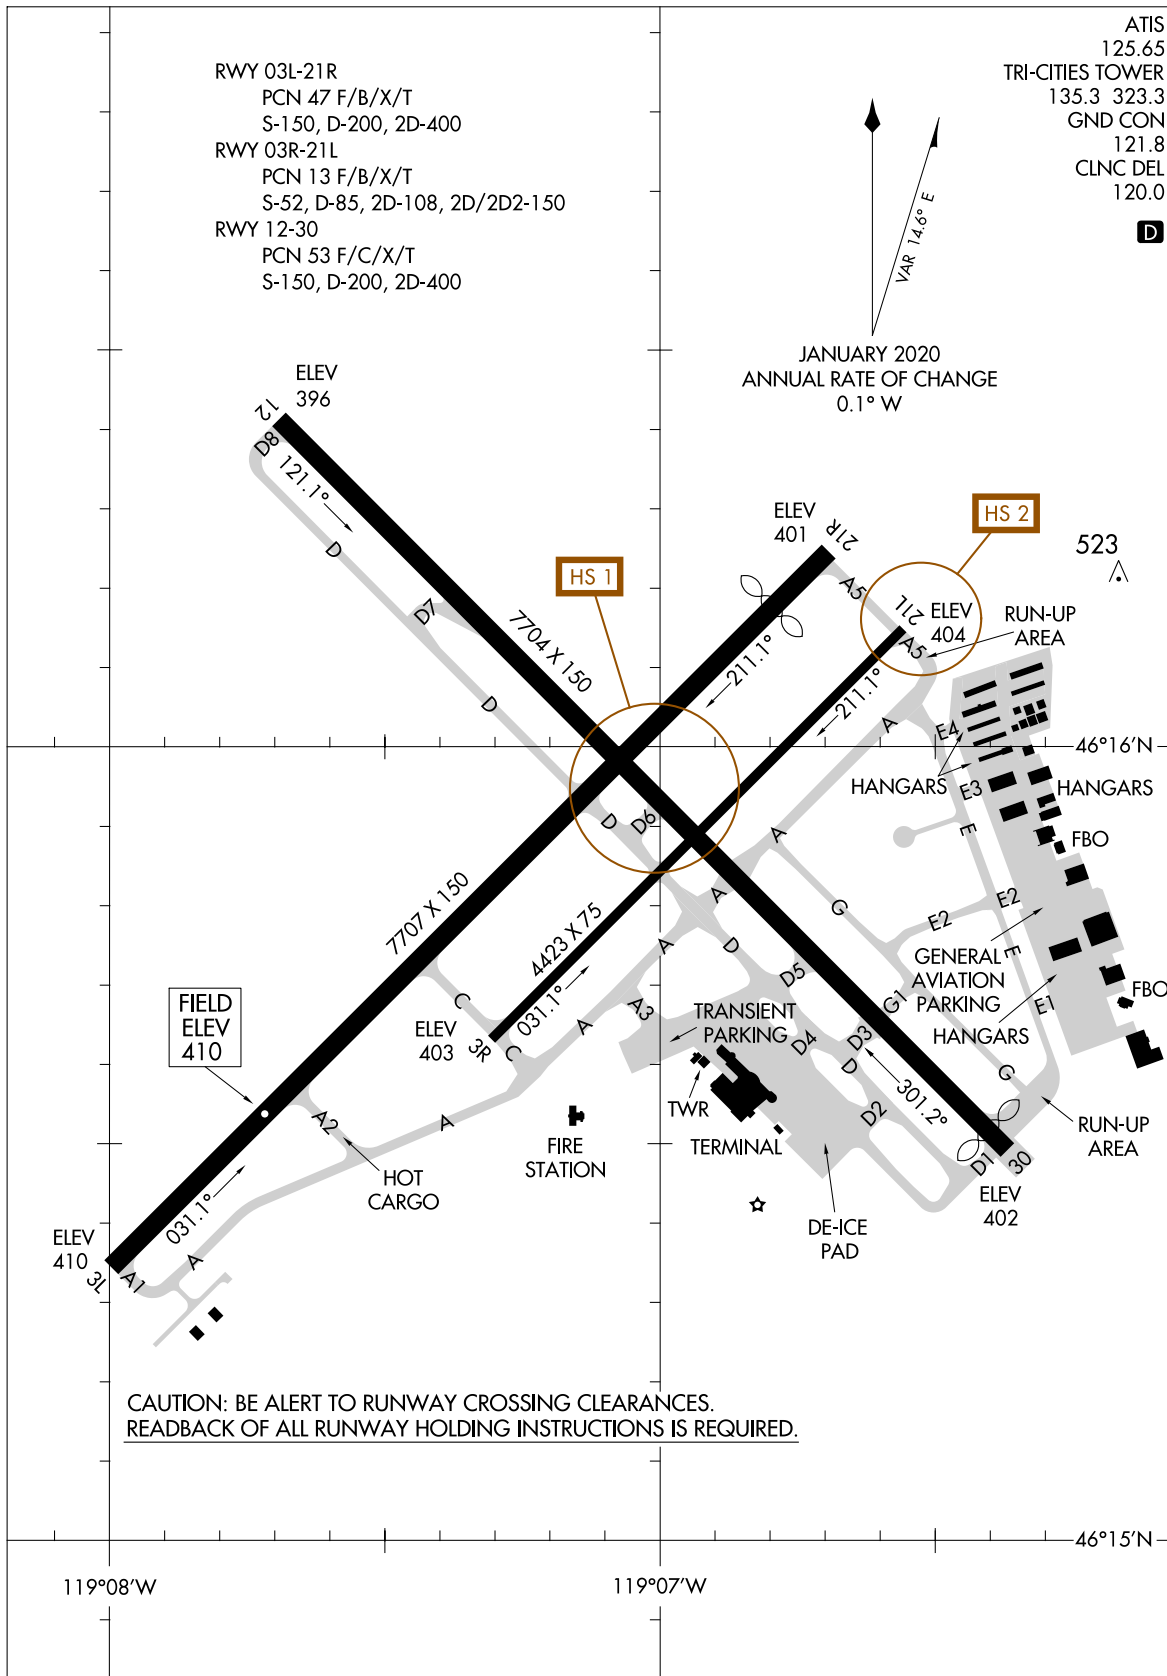 RWY 03L-21R
PCN 47 F/B/X/T
S-150, D-200, 2D-400
RWY 03R-21L
PCN 13 F/B/X/T
S-52, D-85, 2D-108, 2D/2D2-150
RWY 12-30
PCN 53 F/C/X/T
S-150, D-200, 2D-400
ATIS
125.65
TRI-CITIES TOWER
135.3 323.3
GND CON
121.8
CLNC DEL
120.0
D
VAR 14.6° E
JANUARY 2020
ANNUAL RATE OF CHANGE
0.1° W
ELEV
396
12
D8
121.1°
D
D7
D
7704 X 150
HS 1
ELEV
401
21R
A5
HS 2
523
21L
ELEV
404
A5
RUN-UP
AREA
211.1°
211.1°
A
E4
46°16'N
HANGARS
E3
HANGARS
E
FBO
D
D6
A
A
G
E2
E2
7707 X 150
4423 X 75
A
D
D5
GENERAL
AVIATION
PARKING
E
E1
FBO
HANGARS
G1
FIELD
ELEV
410
C
031.1°
A
A3
TRANSIENT
PARKING
D4
D3
D
ELEV
403
3R
C
TWR
TERMINAL
301.2°
G
D2
RUN-UP
AREA
A2
A
HOT
CARGO
FIRE
STATION
DE-ICE
PAD
D1
30
ELEV
402
031.1°
ELEV
410
3L
A1
A
CAUTION: BE ALERT TO RUNWAY CROSSING CLEARANCES.
READBACK OF ALL RUNWAY HOLDING INSTRUCTIONS IS REQUIRED.
46°15'N
119°08'W
119°07'W